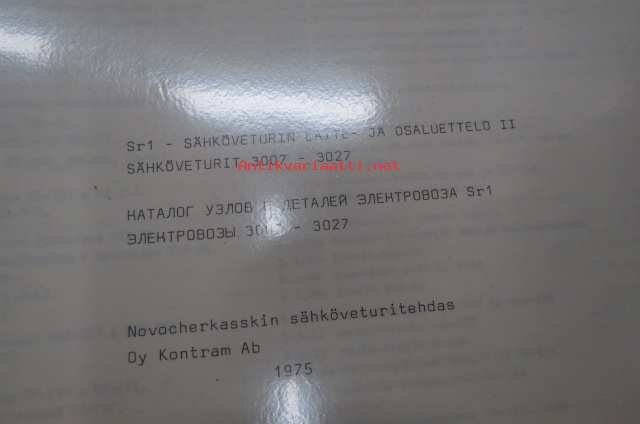 Sr1 - SÄHKÖVETURIN LAITE- JA OSALUETTELO II
SÄHKÖVETURIT 3007 - 3027
Antikvariaatti.net
КАТАЛОГ УЗЛОВ И ДЕТАЛЕЙ ЭЛЕКТРОВОЗА Sr1
ЭЛЕКТРОВОЗЫ - 3027
Novocherkasskin sähköveturitehdas
Oy Kontram Ab
1975